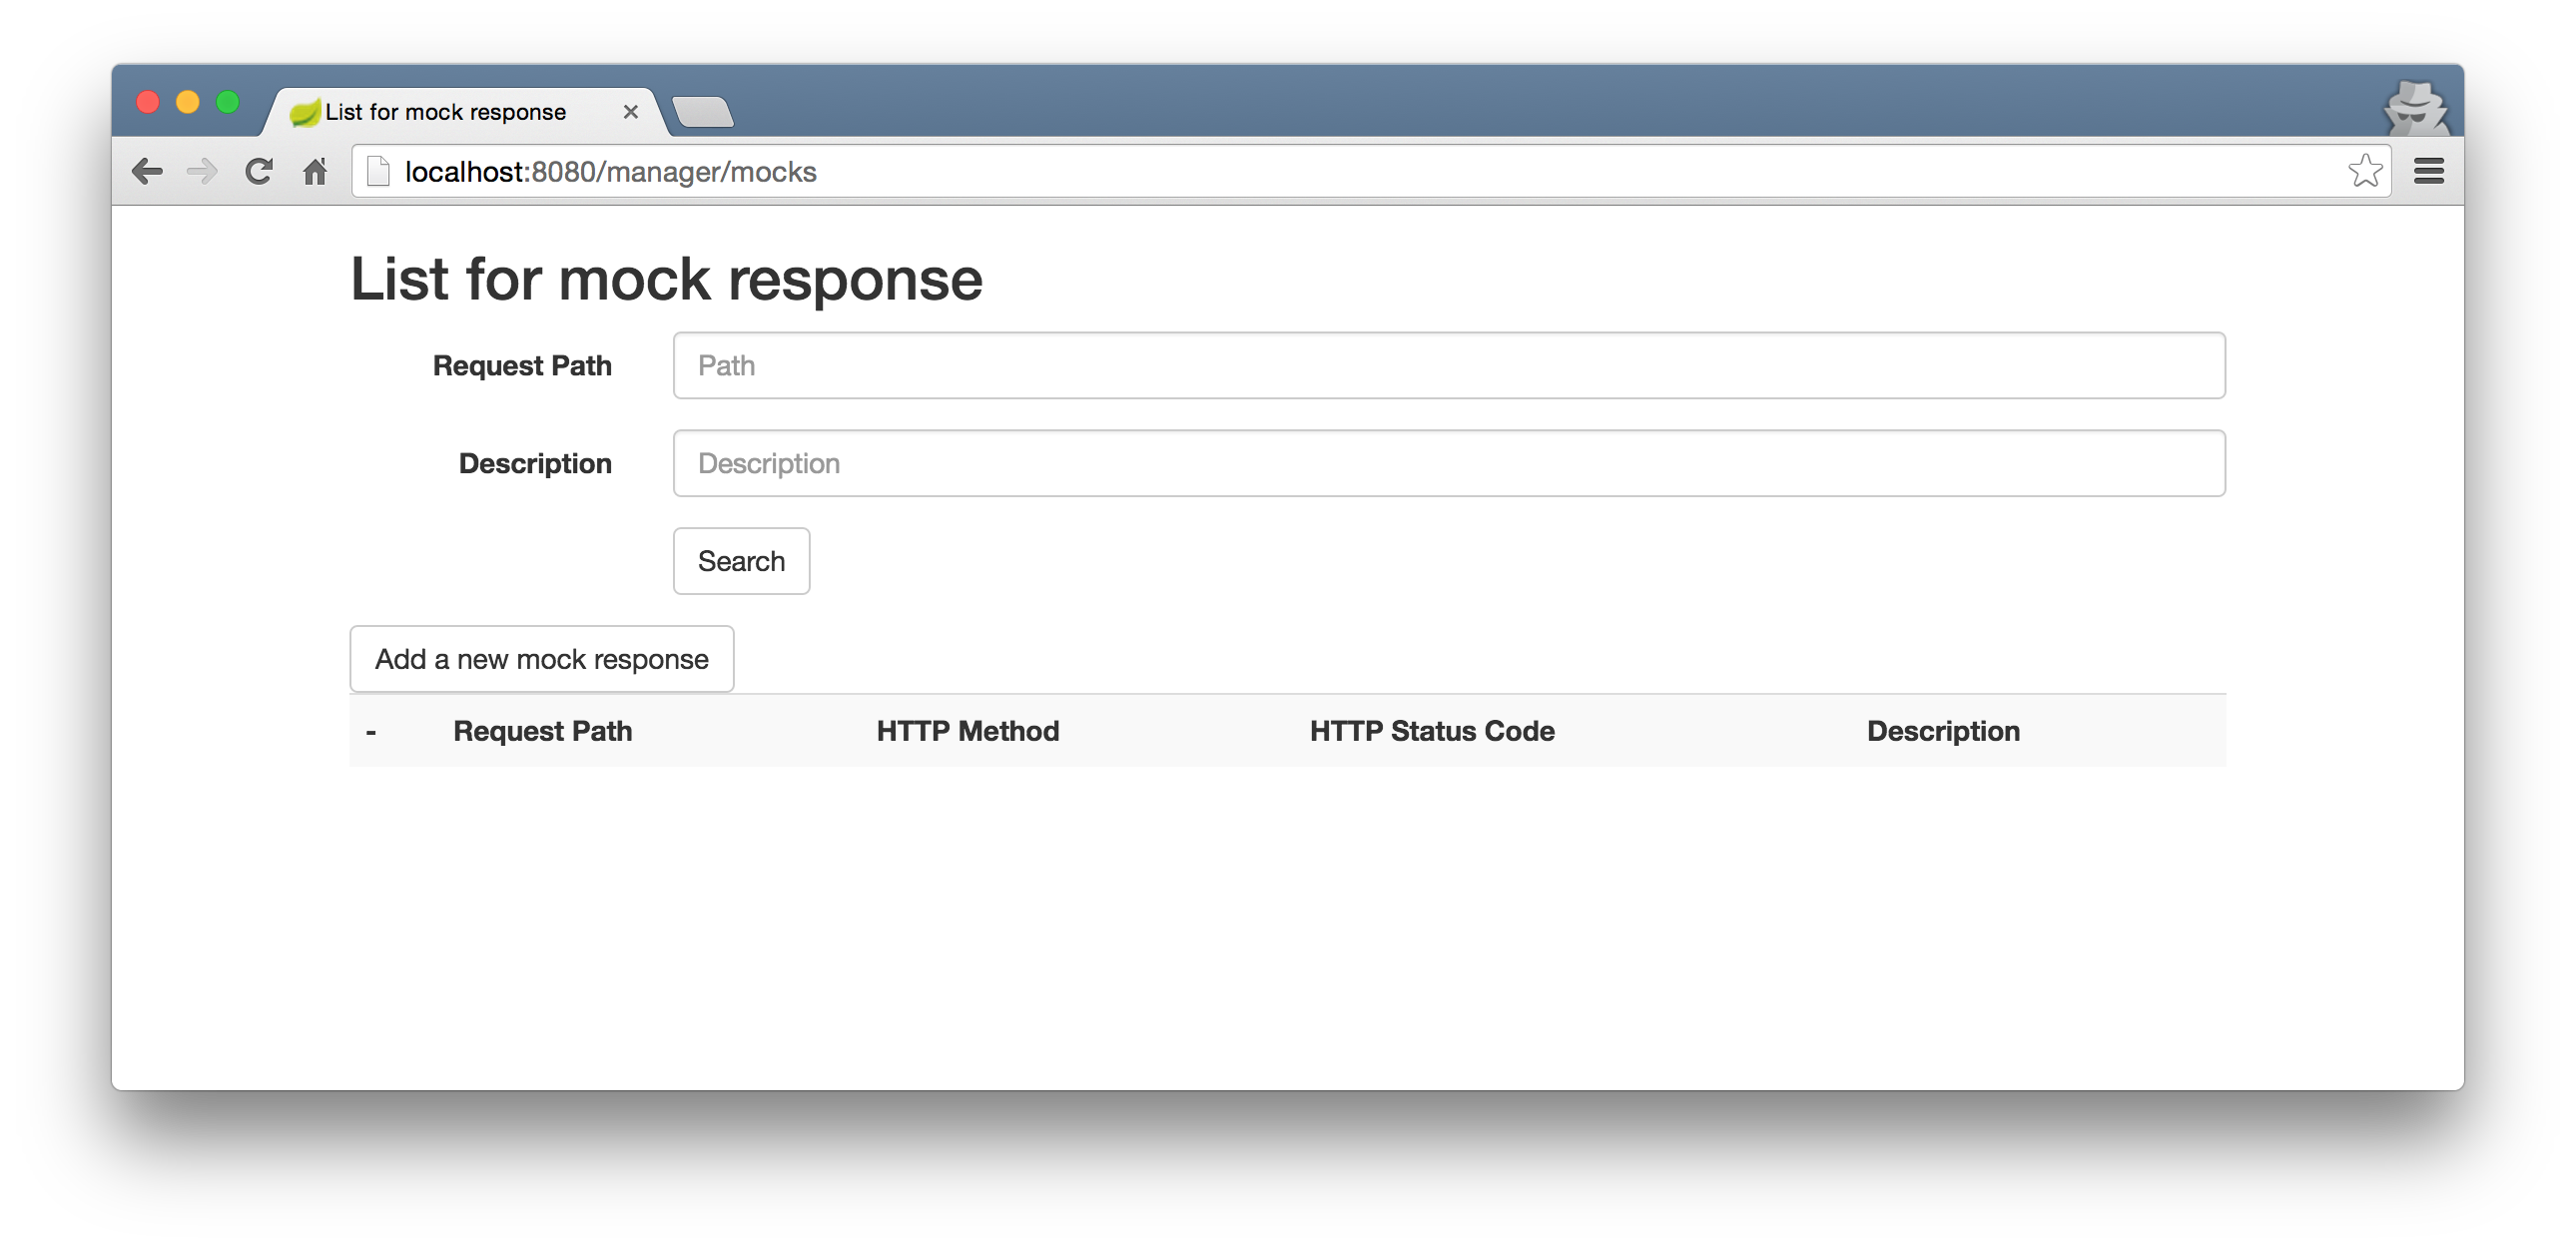 List for mock response
localhost:8080/manager/mocks
List for mock response
Request Path Path
Description Description
Search
Add a new mock response
- Request Path HTTP Method HTTP Status Code Description